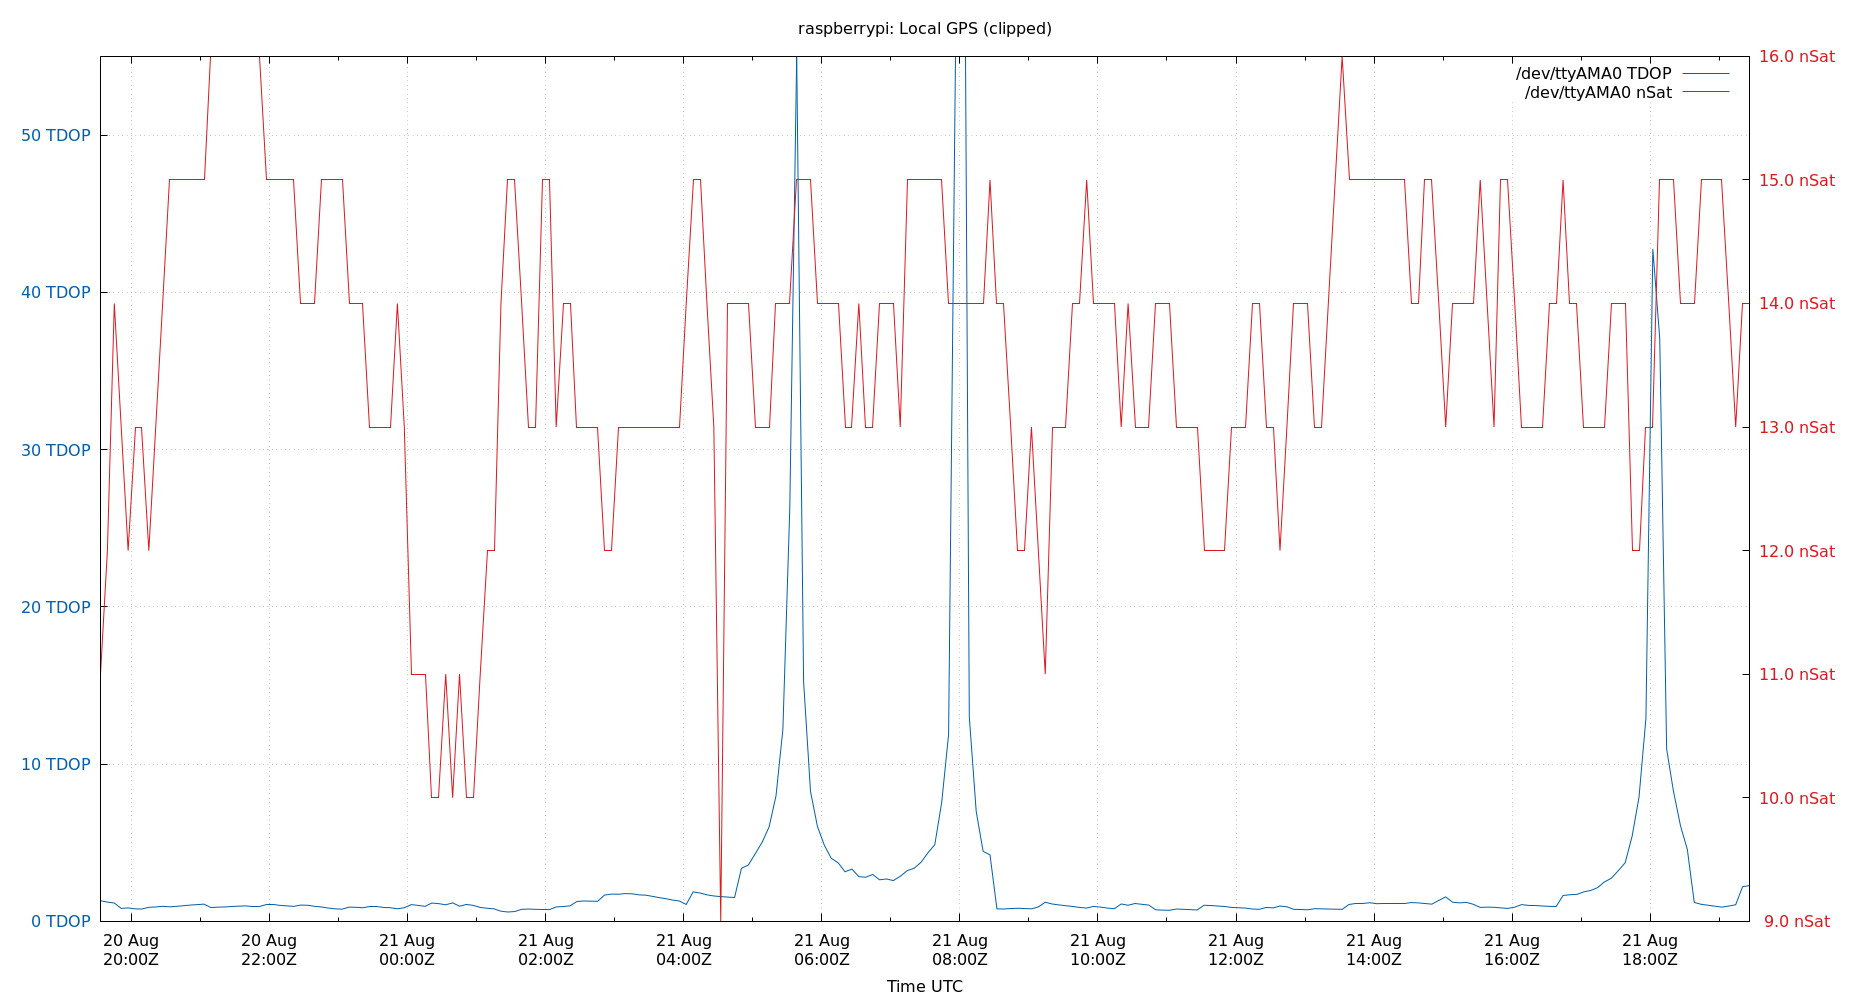 raspberrypi: Local GPS (clipped)
/dev/ttyAMA0 TDOP
/dev/ttyAMA0 nSat
50 TDOP
40 TDOP
30 TDOP
20 TDOP
10 TDOP
0 TDOP
16.0 nSat
15.0 nSat
14.0 nSat
13.0 nSat
12.0 nSat
11.0 nSat
10.0 nSat
9.0 nSat
20 Aug 20 Aug 21 Aug 21 Aug 21 Aug 21 Aug 21 Aug 21 Aug 21 Aug 21 Aug 21 Aug 21 Aug
20:00Z 22:00Z 00:00Z 02:00Z 04:00Z 06:00Z 08:00Z 10:00Z 12:00Z 14:00Z 16:00Z 18:00Z
Time UTC